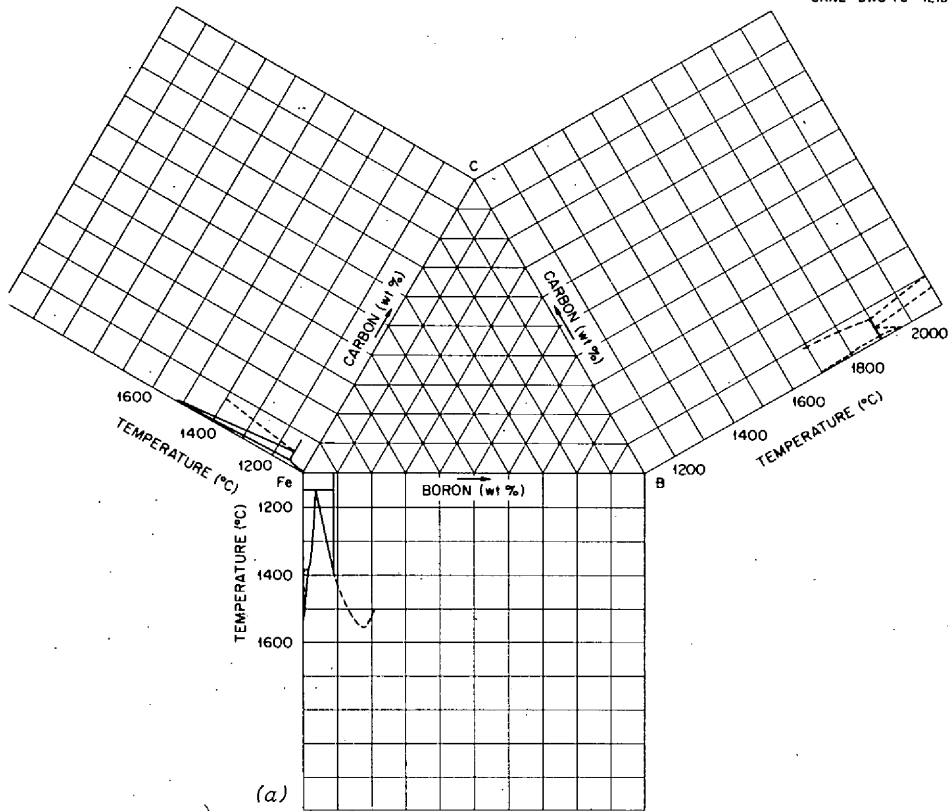 C
CARBON (wt %)
CARBON (wt %)
1600
1400
1200
TEMPERATURE (°C)
2000
1800
1600
1400
1200
TEMPERATURE (°C)
Fe
BORON (wt %)
B
1200
1400
1600
TEMPERATURE (°C)
(a)